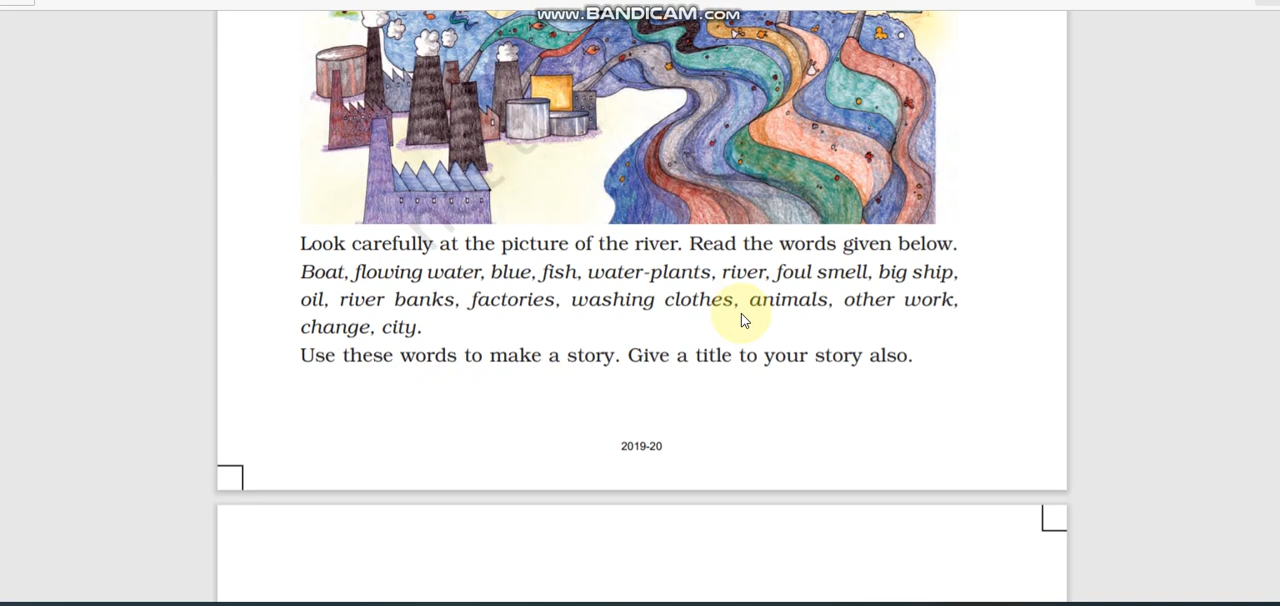 www.BANDICAM.com
Look carefully at the picture of the river. Read the words given below.
Boat, flowing water, blue, fish, water-plants, river, foul smell, big ship,
oil, river banks, factories, washing clothes, animals, other work,
change, city.
Use these words to make a story. Give a title to your story also.
2019-20